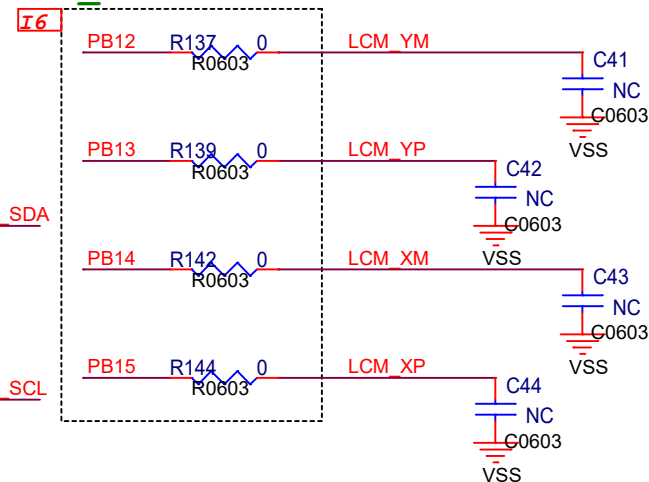 I6
PB12 R137 0 LCM_YM
R0603
C41
NC
C0603
VSS
PB13 R139 0 LCM_YP
R0603
C42
NC
C0603
VSS
_SDA
PB14 R142 0 LCM_XM
R0603
C43
NC
C0603
VSS
PB15 R144 0 LCM_XP
R0603
_SCL
C44
NC
C0603
VSS